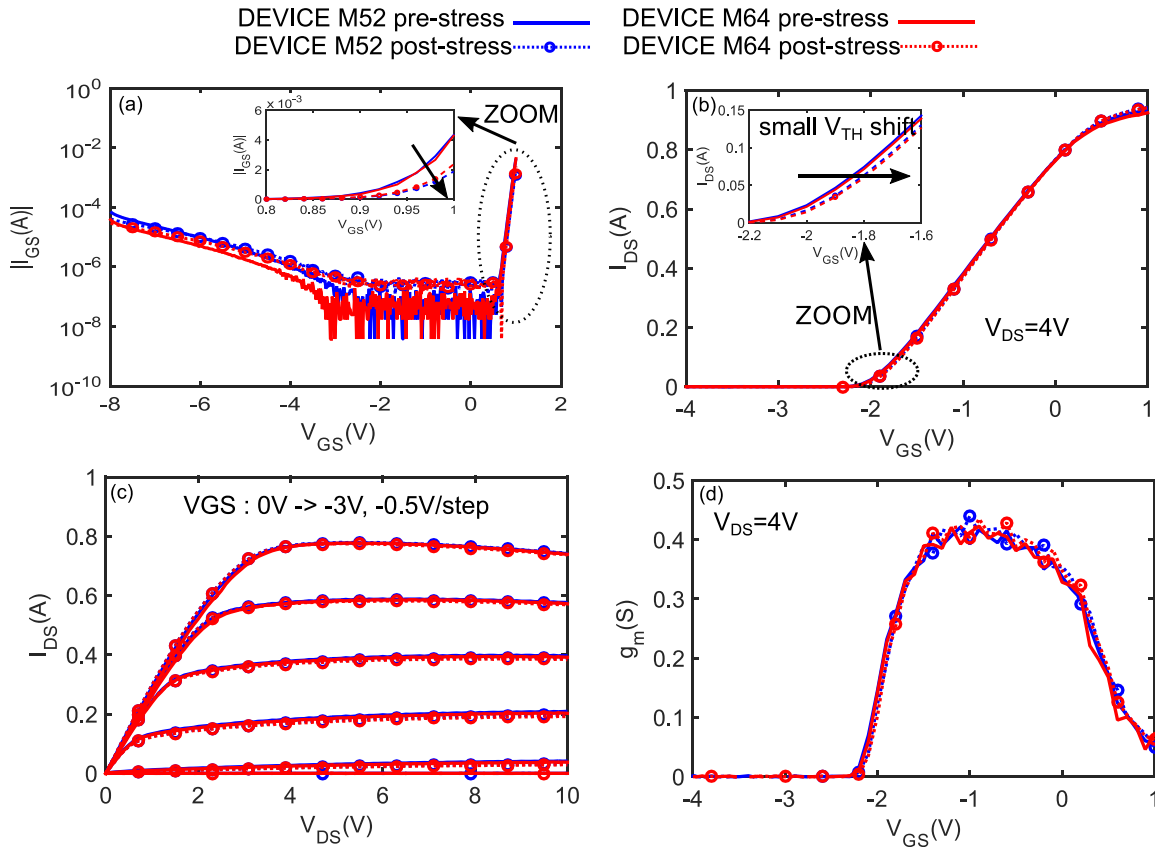 DEVICE M52 pre-stress
DEVICE M64 pre-stress
DEVICE M52 post-stress
DEVICE M64 post-stress
(a)
ZOOM
× 10⁻³
6
4
2
0
0.8 0.85 0.9 0.95 1
||I_GS(A)|
V_GS(V)
10⁰
10⁻²
10⁻⁴
10⁻⁶
10⁻⁸
10⁻¹⁰
||I_GS(A)||
-8 -6 -4 -2 0 2
V_GS(V)
(b)
small V_TH shift
0.15
0.1
0.05
0
-2.2 -2 -1.8 -1.6
I_DS(A)
V_GS(V)
ZOOM
V_DS=4V
1
0.8
0.6
0.4
0.2
0
I_DS(A)
-4 -3 -2 -1 0 1
V_GS(V)
(c)
VGS : 0V -> -3V, -0.5V/step
1
0.8
0.6
0.4
0.2
0
I_DS(A)
0 2 4 6 8 10
V_DS(V)
(d)
V_DS=4V
0.5
0.4
0.3
0.2
0.1
0
g_m(S)
-4 -3 -2 -1 0 1
V_GS(V)